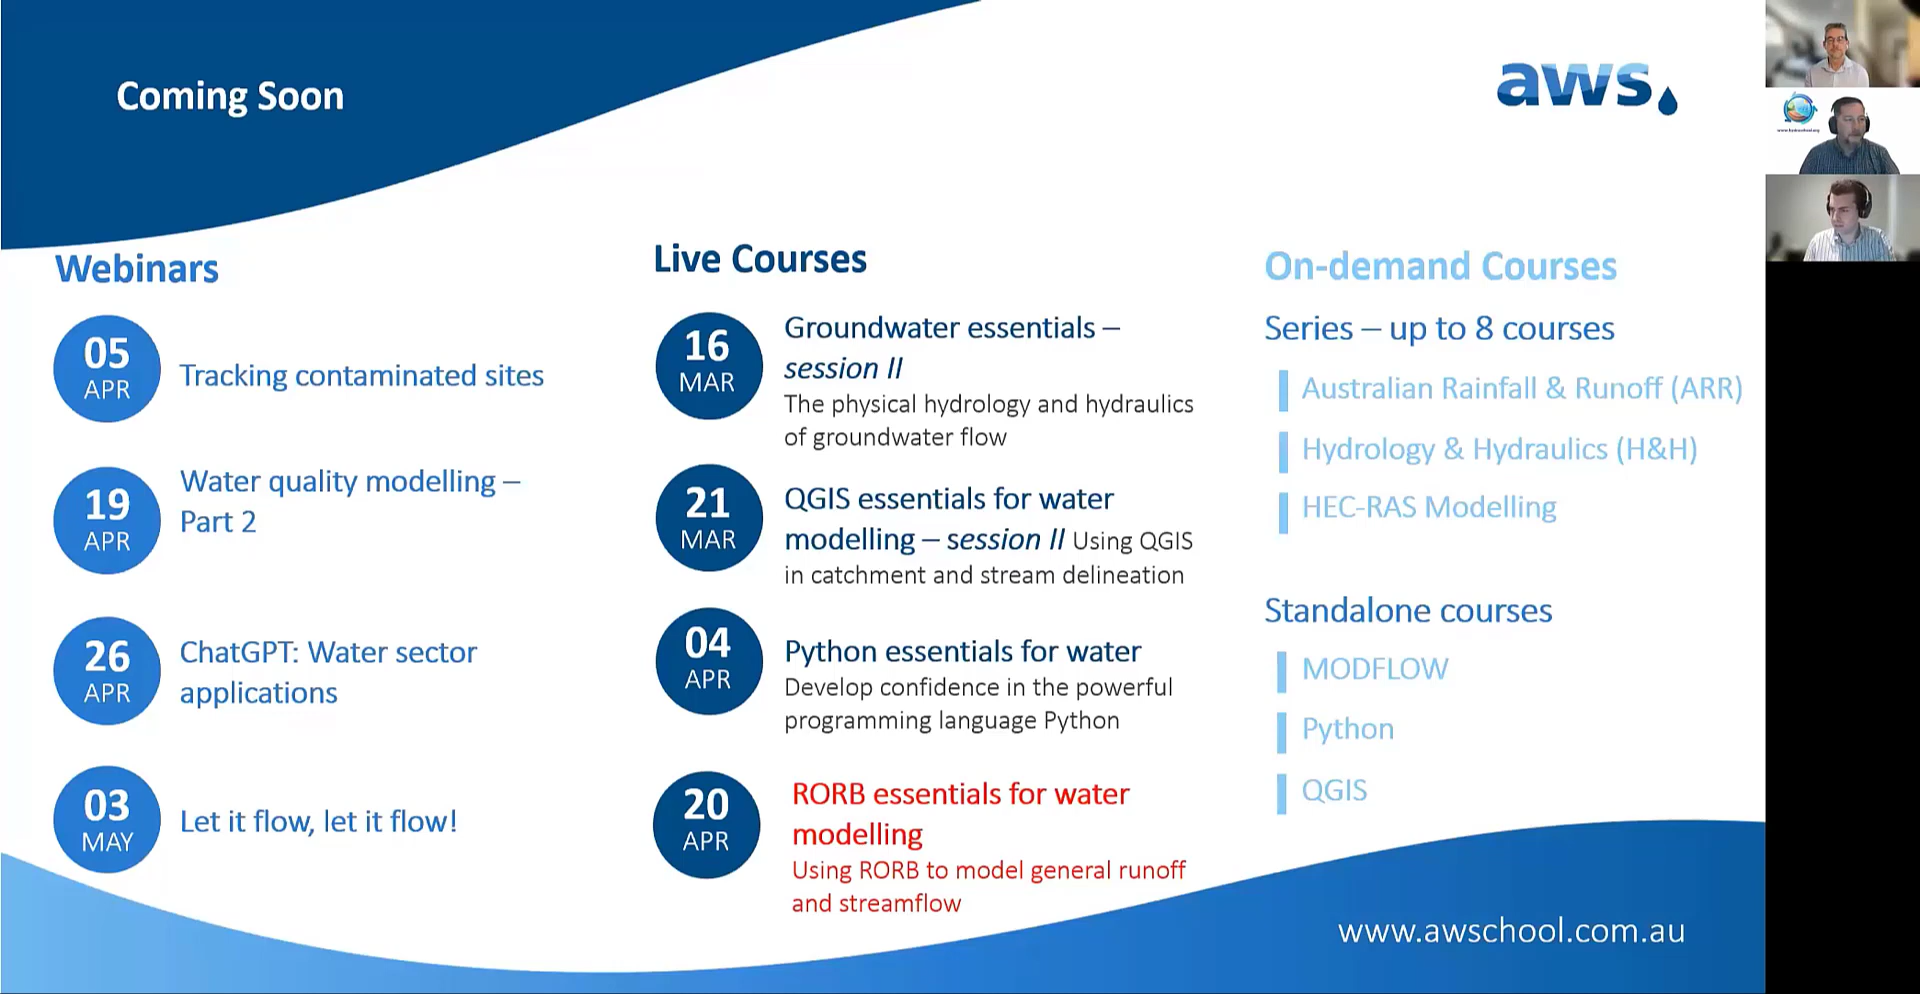 Coming Soon
aws.
Webinars
05
APR
Tracking contaminated sites
19
APR
Water quality modelling –
Part 2
26
APR
ChatGPT: Water sector
applications
03
MAY
Let it flow, let it flow!
Live Courses
16
MAR
Groundwater essentials –
session II
The physical hydrology and hydraulics
of groundwater flow
21
MAR
QGIS essentials for water
modelling – session II Using QGIS
in catchment and stream delineation
04
APR
Python essentials for water
Develop confidence in the powerful
programming language Python
20
APR
RORB essentials for water
modelling
Using RORB to model general runoff
and streamflow
On-demand Courses
Series – up to 8 courses
Australian Rainfall & Runoff (ARR)
Hydrology & Hydraulics (H&H)
HEC-RAS Modelling
Standalone courses
MODFLOW
Python
QGIS
www.awschool.com.au